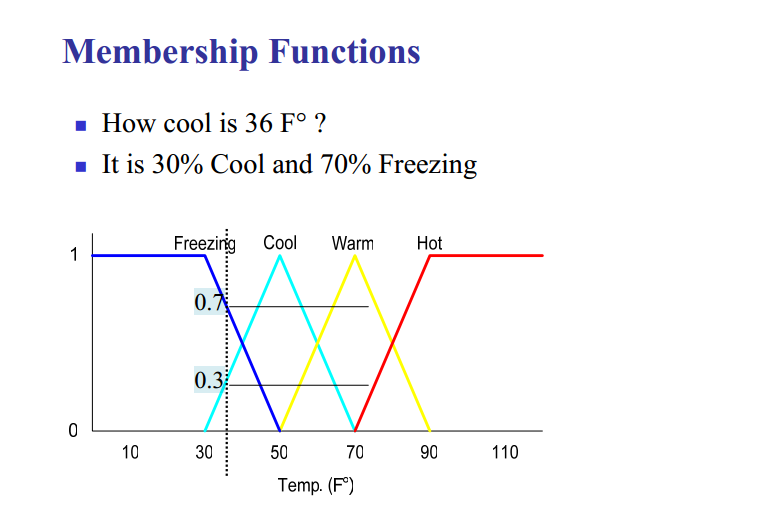 Membership Functions
How cool is 36 F° ?
It is 30% Cool and 70% Freezing
Freezing Cool Warm Hot
1
0.7
0.3
0
10 30 50 70 90 110
Temp. (F°)